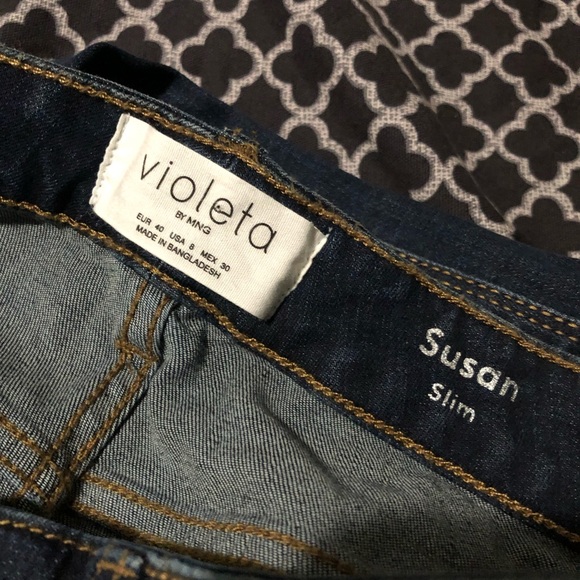 violeta
BY MNG
EUR 40 USA 8 MEX 30
MADE IN BANGLADESH
Susan
Slim